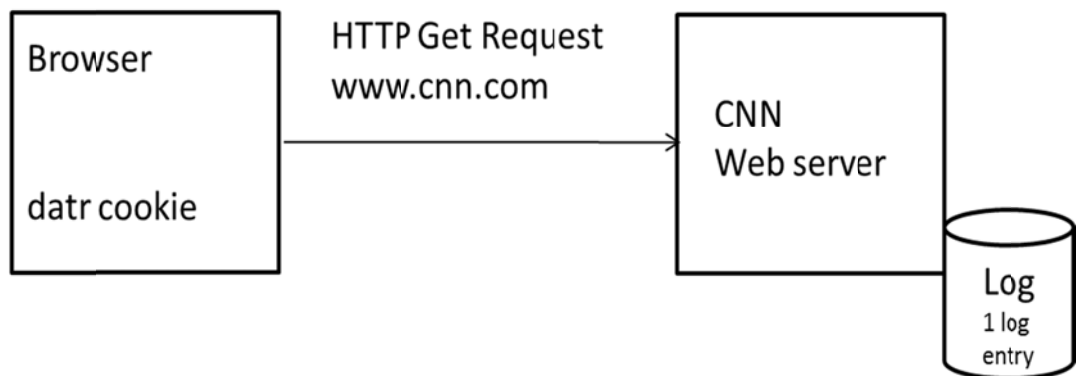 Browser
datr cookie
HTTP Get Request
www.cnn.com
CNN
Web server
Log
1 log
entry